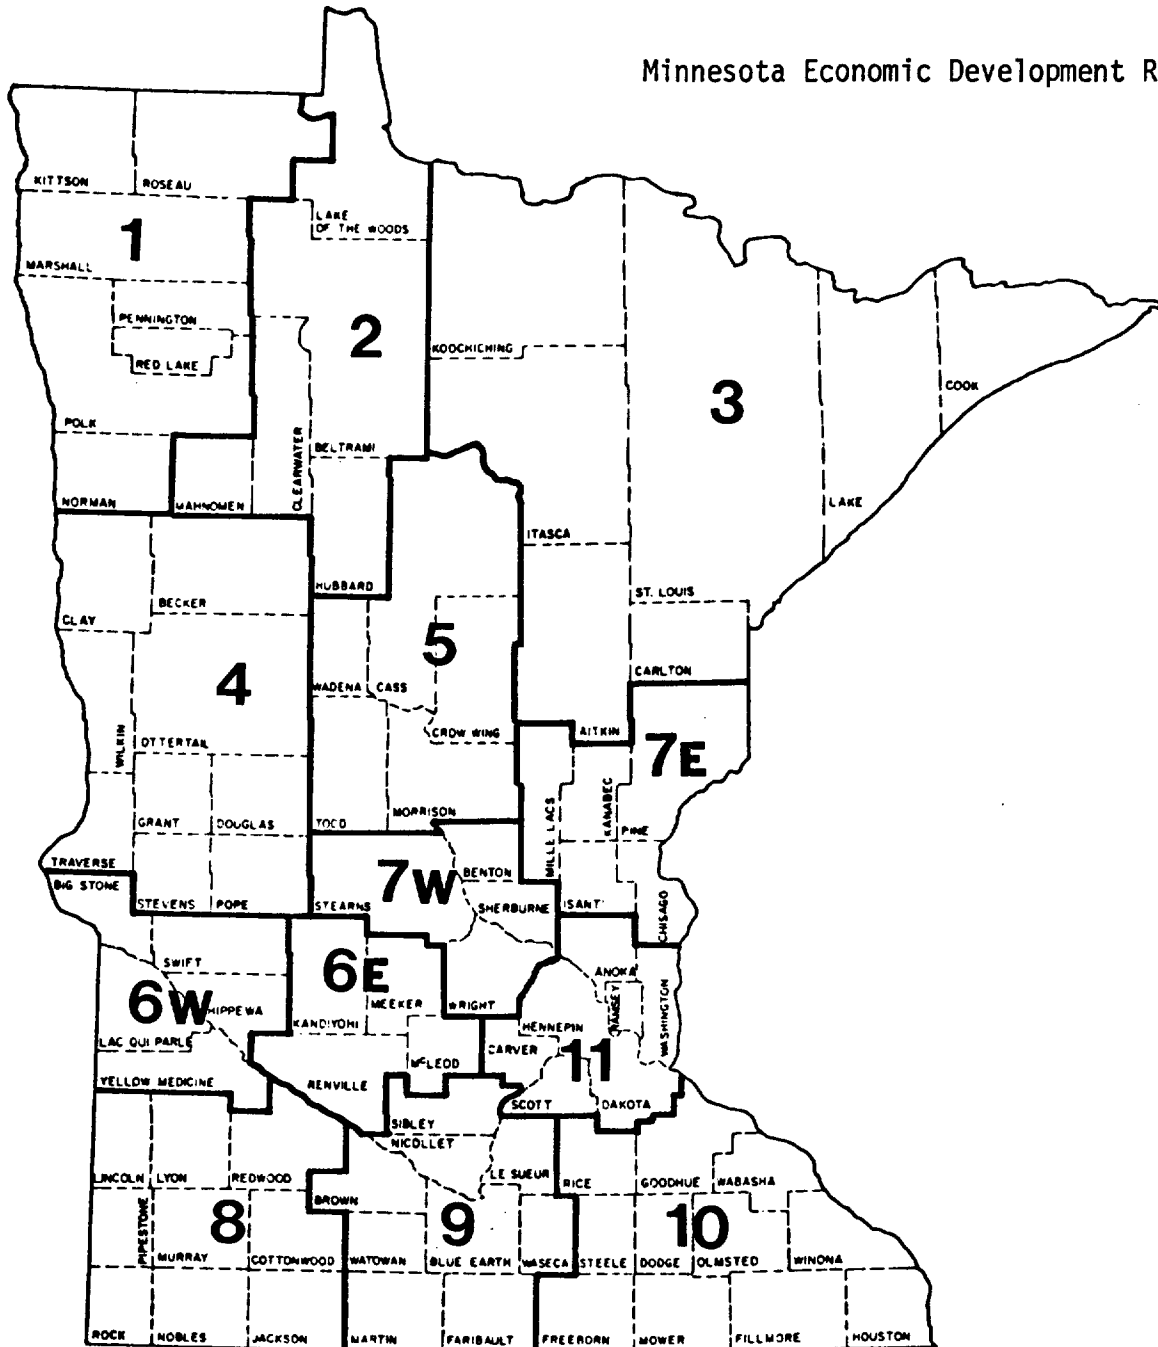 Minnesota Economic Development R
KITTSON
ROSEAU
LAKE
OF THE WOODS
1
MARSHALL
PENNINGTON
2
KOOCHICHING
RED LAKE
3
COOK
POLK
CLEARWATER
BELTRAMI
NORMAN
MAHNOMEN
LAKE
ITASCA
HUBBARD
ST. LOUIS
BECKER
CLAY
5
4
WADENA
CASS
CARLTON
WILKIN
OTTERTAIL
CROW WING
AITKIN
7E
MILLE LACS
KANABEC
GRANT
DOUGLAS
TODD
MORRISON
PINE
TRAVERSE
BIG STONE
7W
BENTON
STEVENS
POPE
STEARNS
SHERBURNE
ISANTI
CHISAGO
SWIFT
6E
ANOKA
RAMSEY
WASHINGTON
6W
HIPPEWA
MEEKER
WRIGHT
KANDIYOHI
HENNEPIN
LAC QUI PARLE
CARVER
11
MCLEOD
YELLOW MEDICINE
RENVILLE
SCOTT
DAKOTA
SIBLEY
NICOLLET
LINCOLN
LYON
REDWOOD
LE SUEUR
RICE
GOODHUE
WABASHA
BROWN
PIPESTONE
8
9
10
MURRAY
COTTONWOOD
WATOWAN
BLUE EARTH
WASECA
STEELE
DODGE
OLMSTED
WINONA
ROCK
NOBLES
JACKSON
MARTIN
FARIBAULT
FREEBORN
MOWER
FILLMORE
HOUSTON